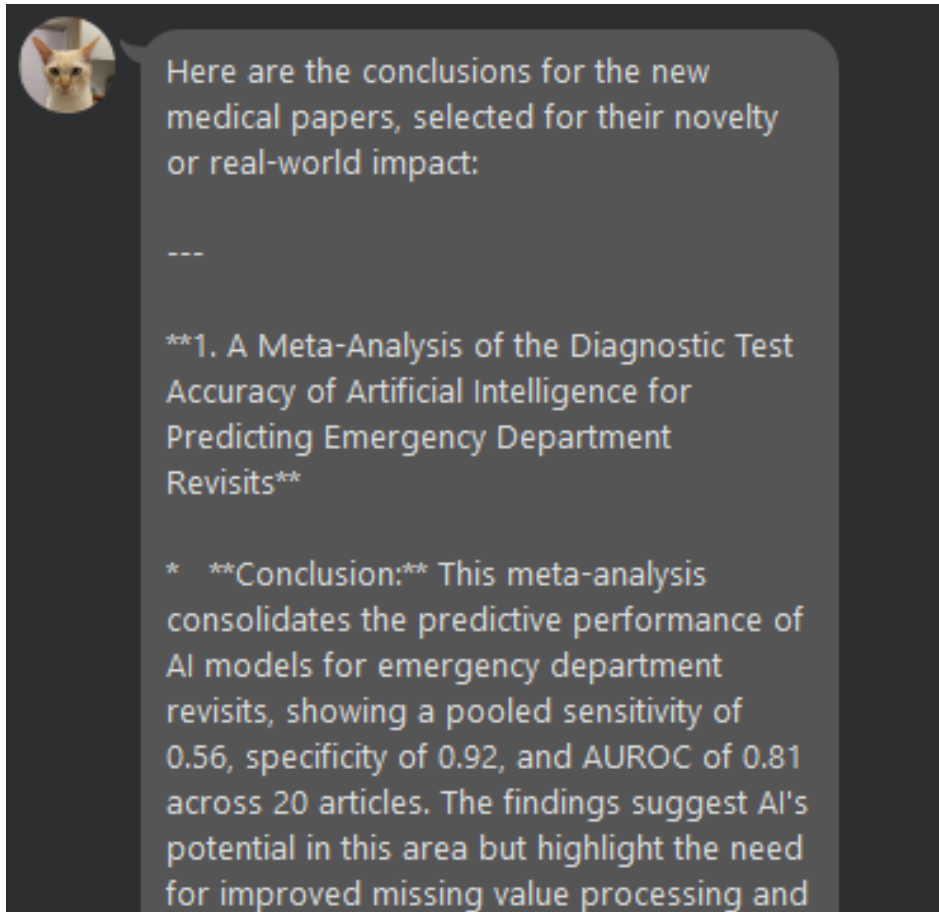 Here are the conclusions for the new
medical papers, selected for their novelty
or real-world impact:
---
**1. A Meta-Analysis of the Diagnostic Test
Accuracy of Artificial Intelligence for
Predicting Emergency Department
Revisits**
*   **Conclusion:** This meta-analysis
consolidates the predictive performance of
AI models for emergency department
revisits, showing a pooled sensitivity of
0.56, specificity of 0.92, and AUROC of 0.81
across 20 articles. The findings suggest AI's
potential in this area but highlight the need
for improved missing value processing and